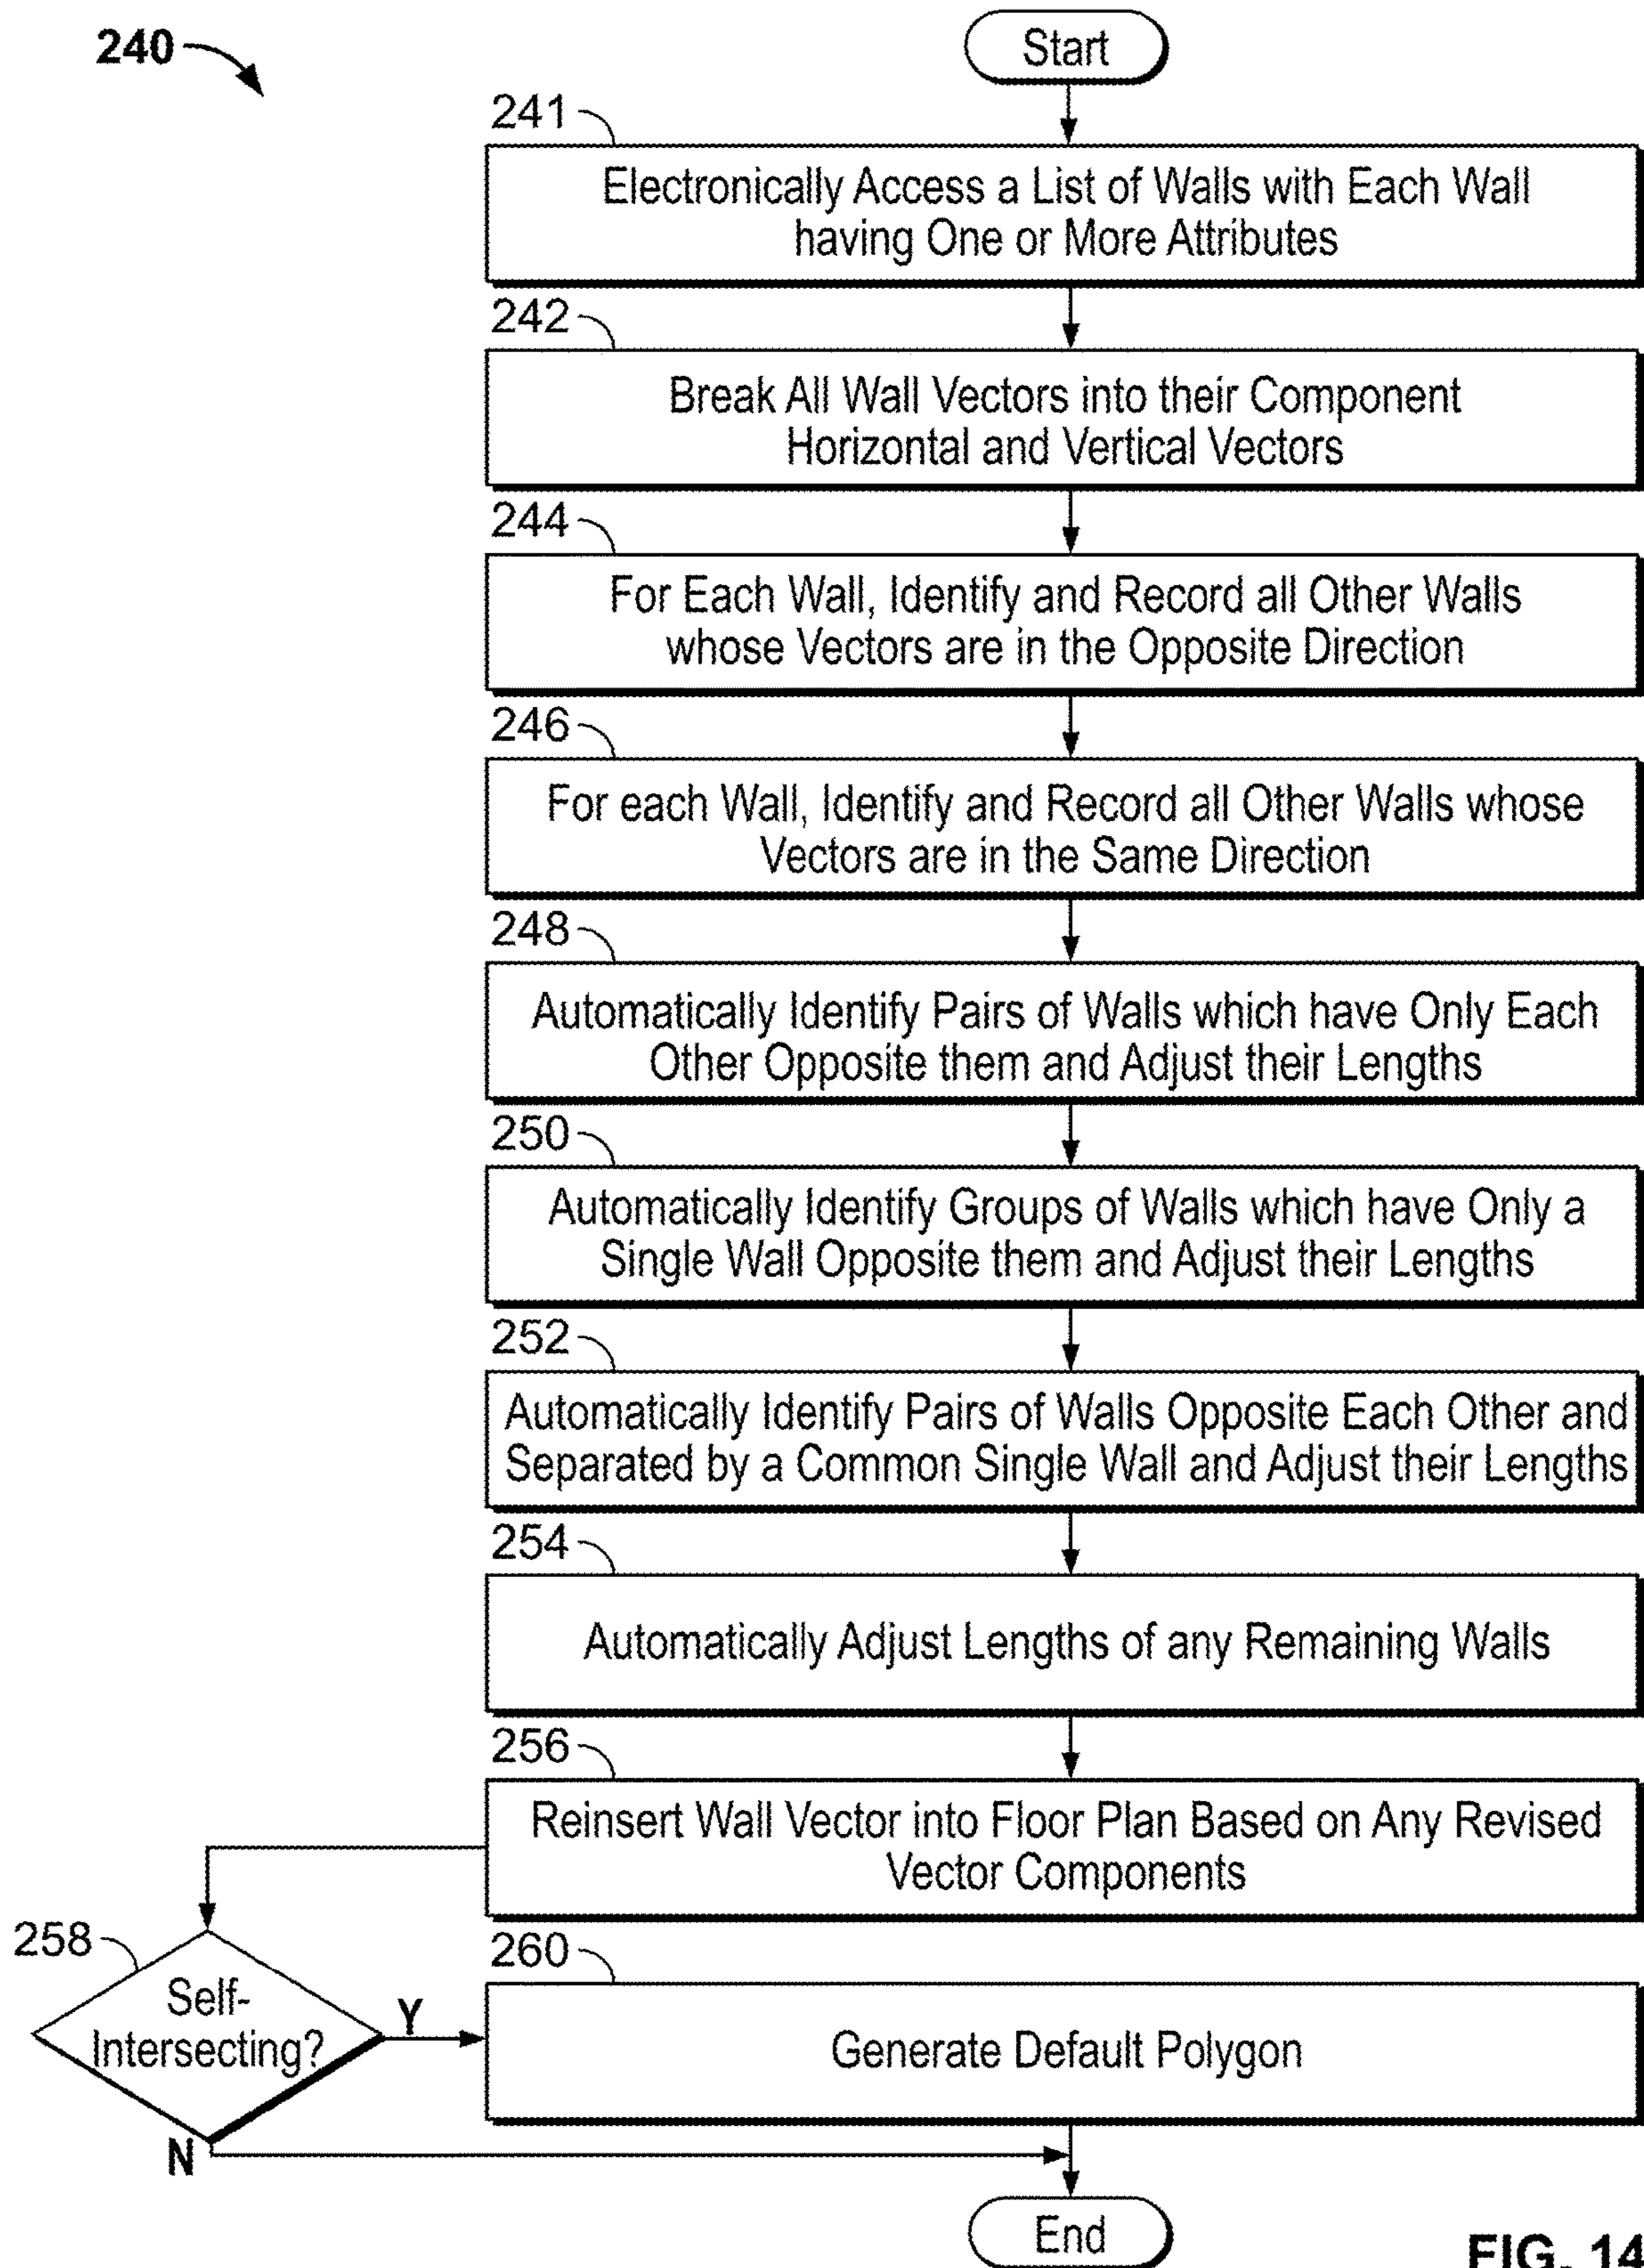 240
Start
241
Electronically Access a List of Walls with Each Wall
having One or More Attributes
242
Break All Wall Vectors into their Component
Horizontal and Vertical Vectors
244
For Each Wall, Identify and Record all Other Walls
whose Vectors are in the Opposite Direction
246
For each Wall, Identify and Record all Other Walls whose
Vectors are in the Same Direction
248
Automatically Identify Pairs of Walls which have Only Each
Other Opposite them and Adjust their Lengths
250
Automatically Identify Groups of Walls which have Only a
Single Wall Opposite them and Adjust their Lengths
252
Automatically Identify Pairs of Walls Opposite Each Other and
Separated by a Common Single Wall and Adjust their Lengths
254
Automatically Adjust Lengths of any Remaining Walls
256
Reinsert Wall Vector into Floor Plan Based on Any Revised
Vector Components
258
Self-
Intersecting?
Y
N
260
Generate Default Polygon
End
FIG. 14